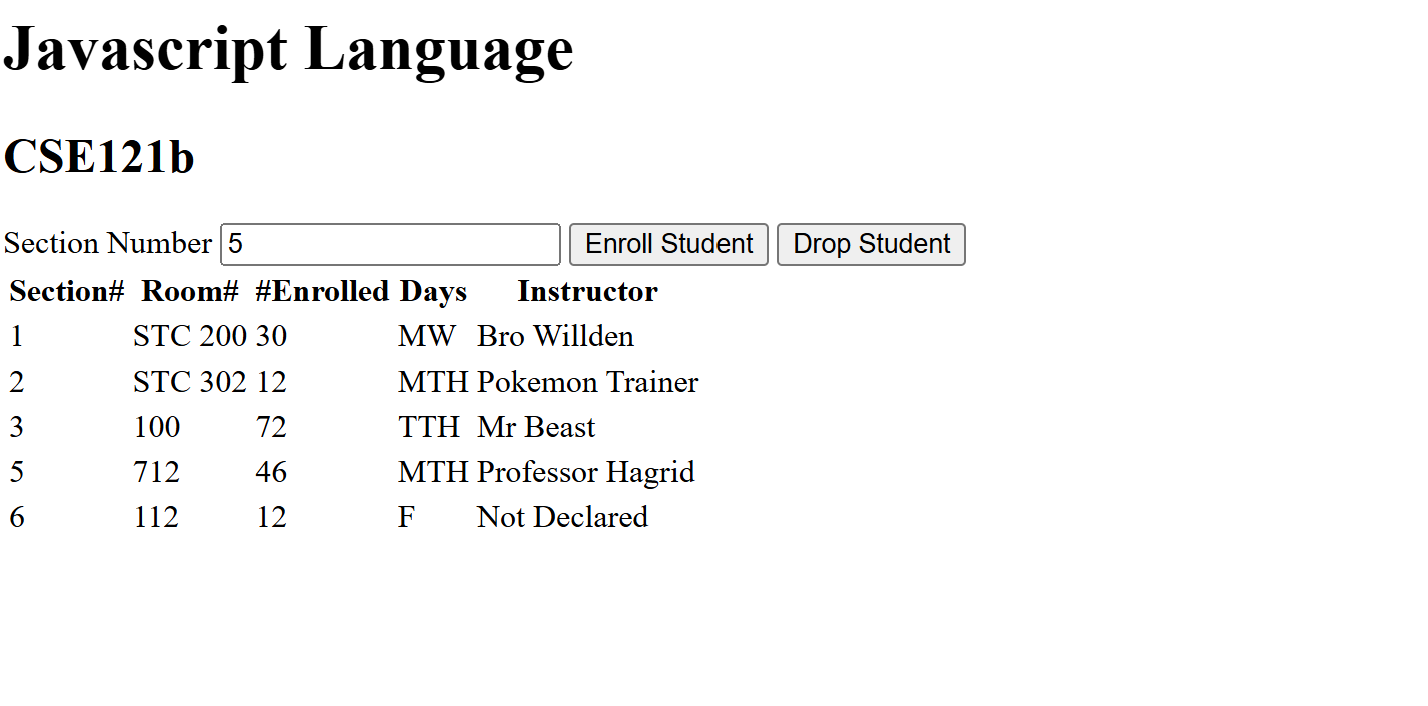 Javascript Language
CSE121b
Section Number 5 Enroll Student Drop Student
Section# Room# #Enrolled Days Instructor
1 STC 200 30 MW Bro Willden
2 STC 302 12 MTH Pokemon Trainer
3 100 72 TTH Mr Beast
5 712 46 MTH Professor Hagrid
6 112 12 F Not Declared